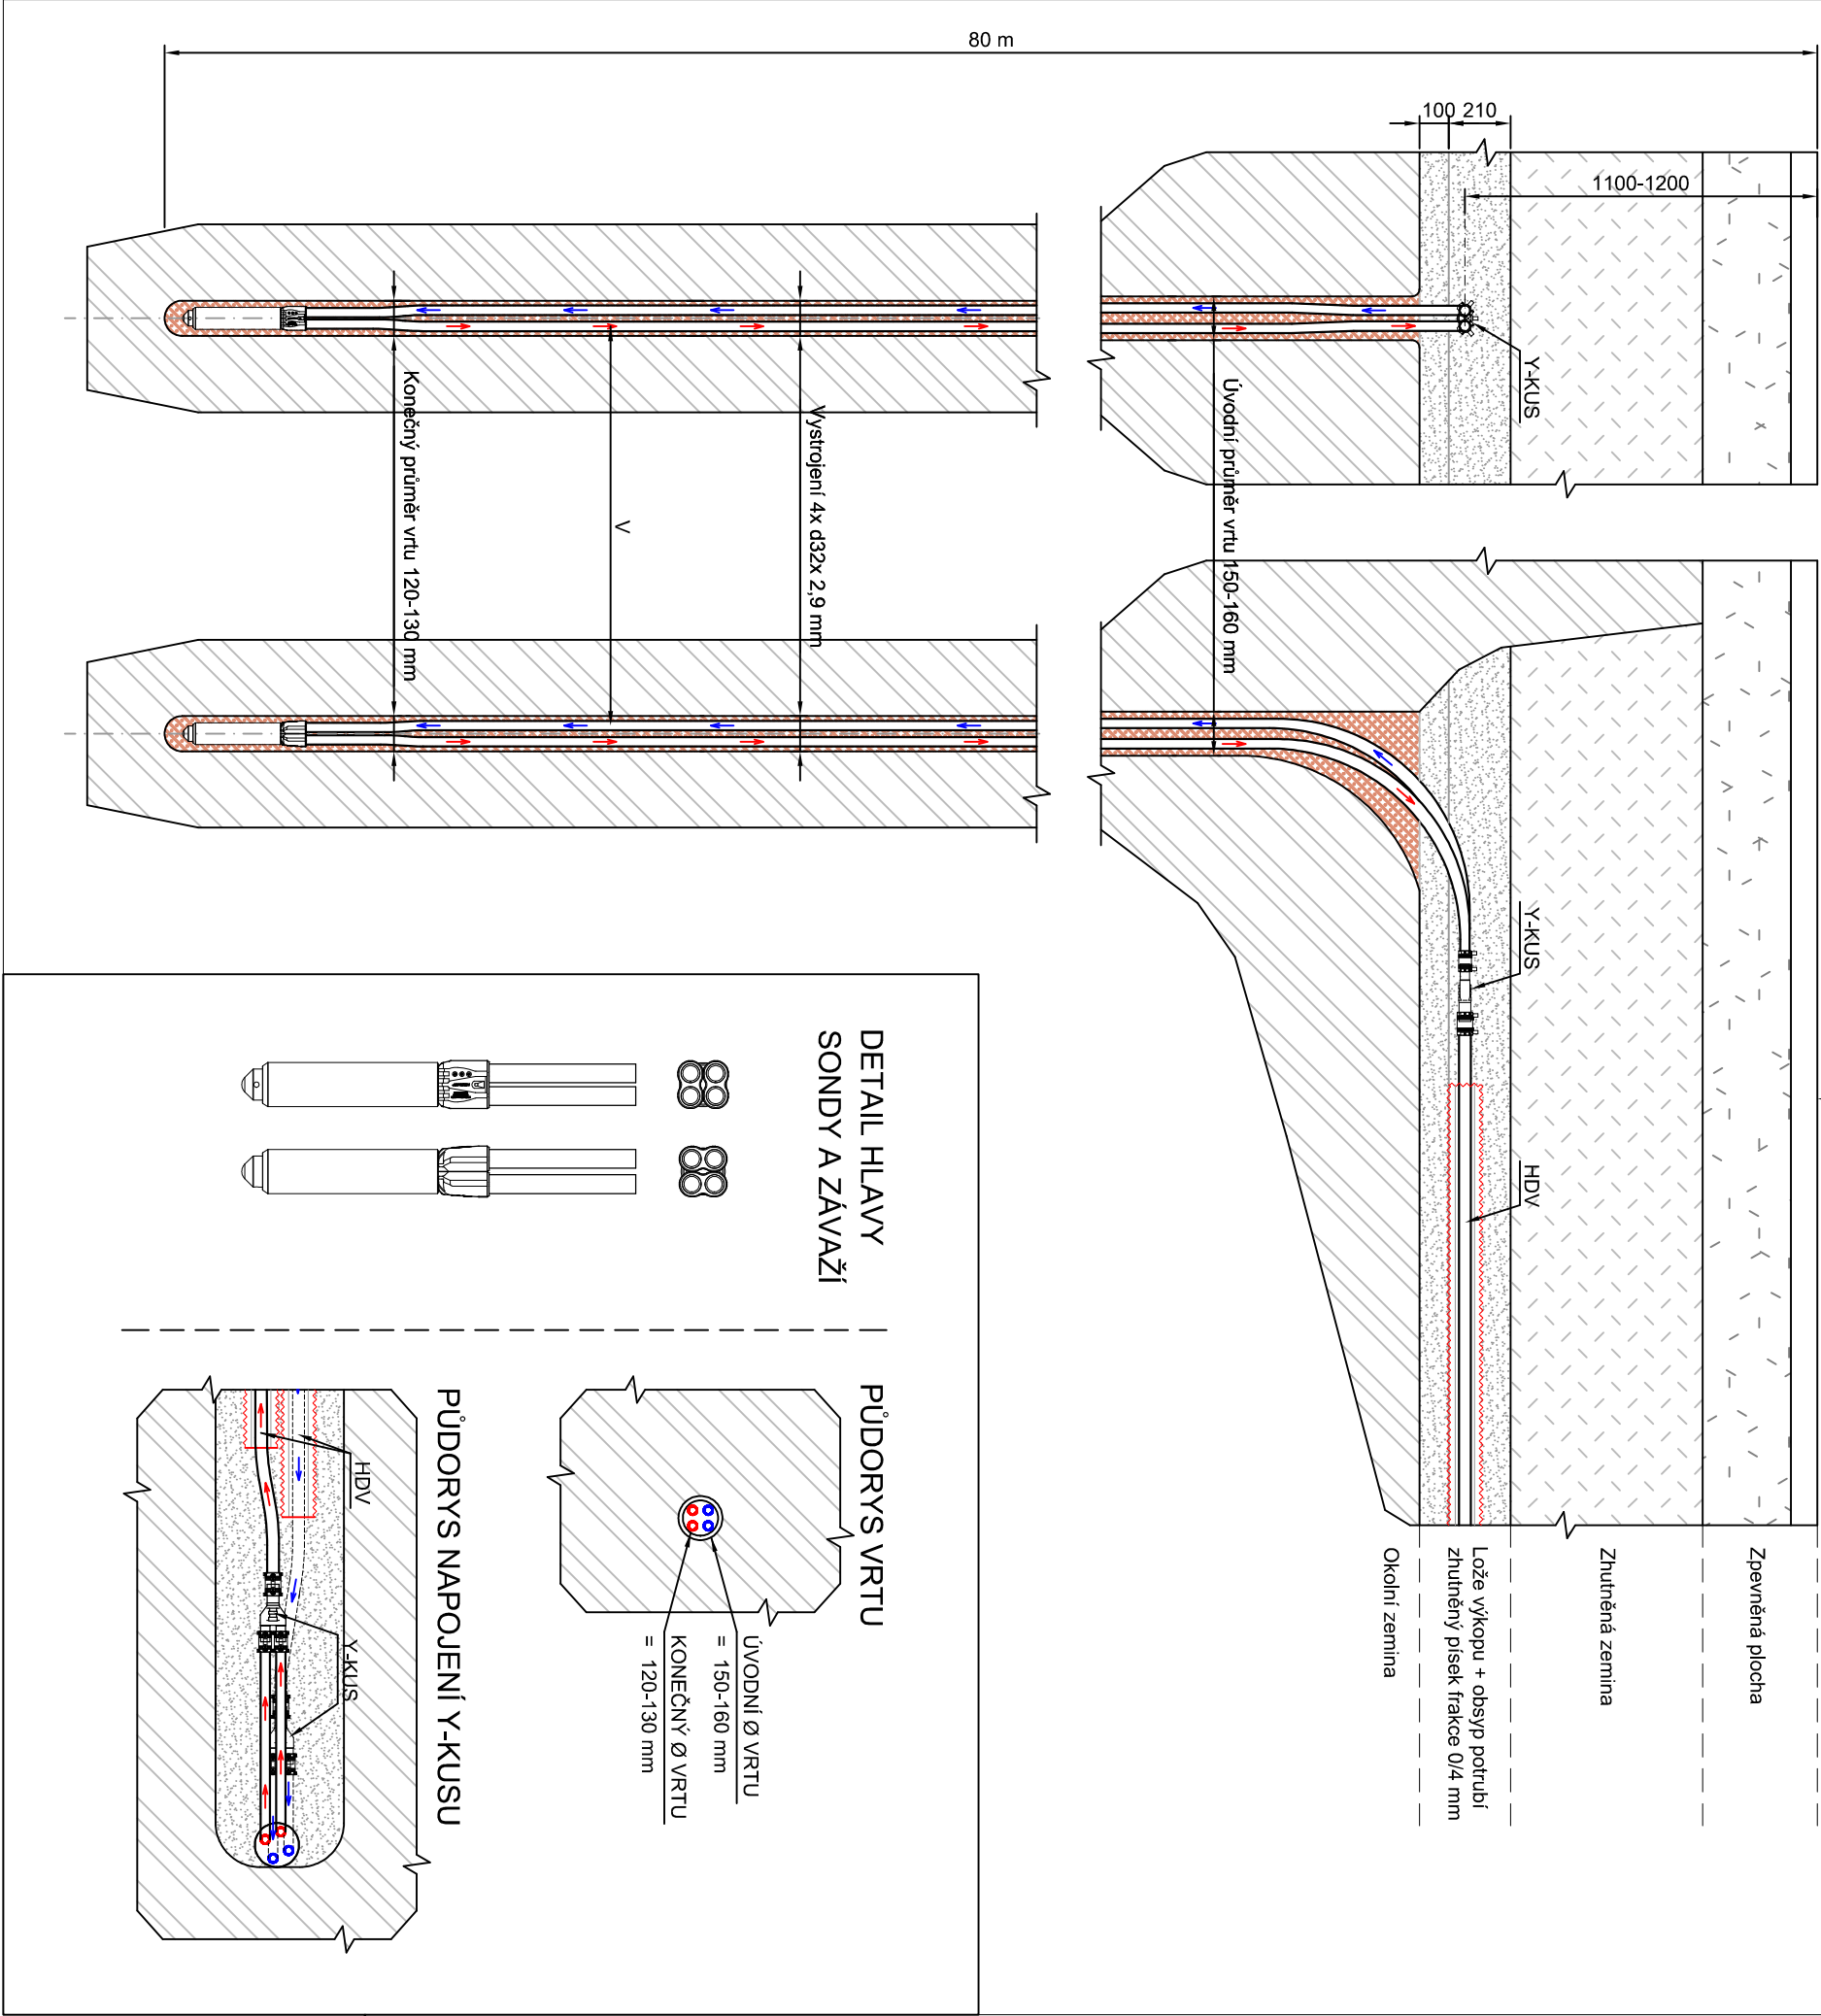 80 m
100 210
1100-1200
Y-KUS
Úvodní průměr vrtu 150-160 mm
Vystrojení 4x d32x 2,9 mm
V
Konečný průměr vrtu 120-130 mm
Y-KUS
HDV
Zpevněná plocha
Zhutněná zemina
Lože výkopu + obsyp potrubí
zhutněný písek frakce 0/4 mm
Okolní zemina
DETAIL HLAVY
SONDY A ZÁVAŽÍ
PŮDORYS VRTU
ÚVODNÍ Ø VRTU
= 150-160 mm
KONEČNÝ Ø VRTU
= 120-130 mm
PŮDORYS NAPOJENÍ Y-KUSU
HDV
Y-KUS